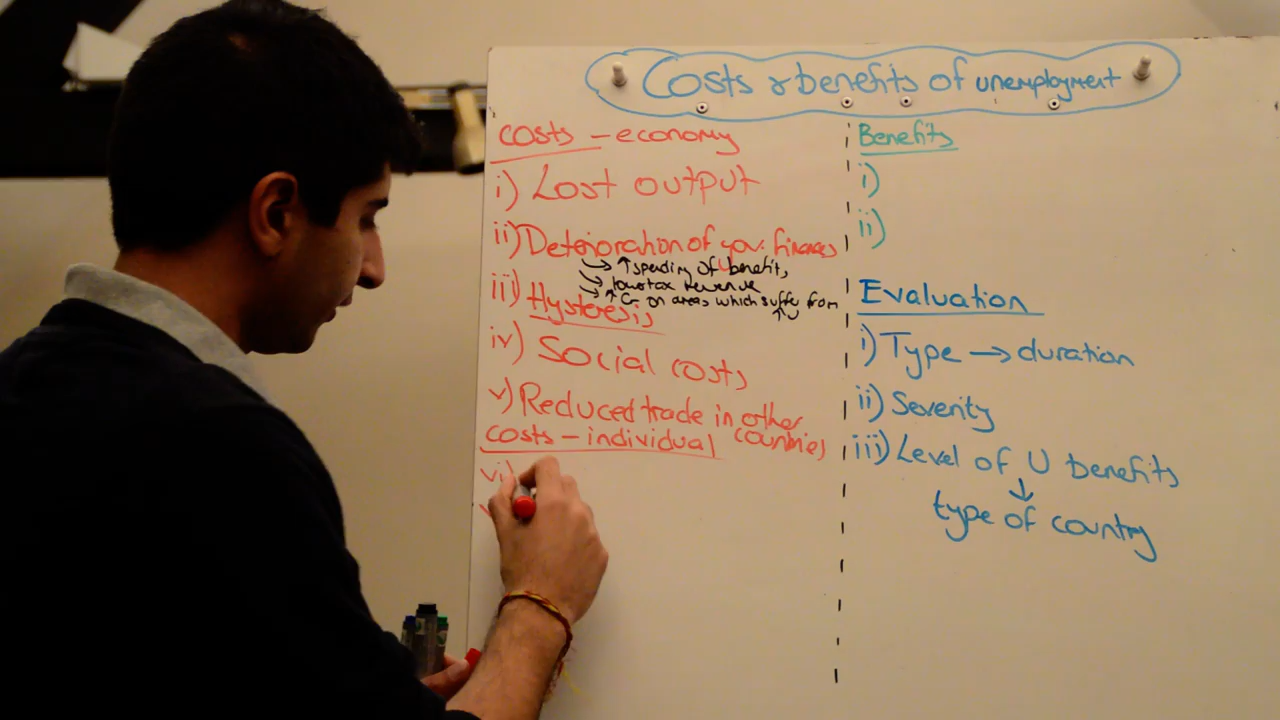 Costs & benefits of unemployment
Costs – economy
i) Lost output
ii) Deterioration of gov. finances
→ ↑ spending of benefits
→ low tax revenue
→ ↑ G on areas which suffer from
↑ U
iii) Hysteresis
iv) Social costs
v) Reduced trade in other
countries
Costs – individual
vi)
Benefits
i)
ii)
Evaluation
i) Type → duration
ii) Severity
iii) Level of U benefits
↓
type of country